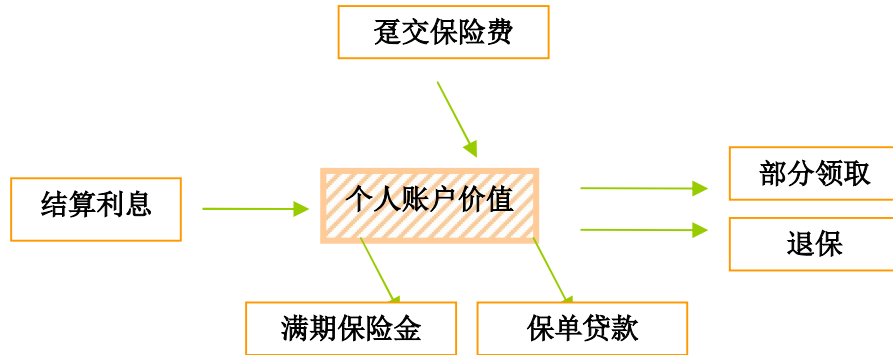 趸交保险费
结算利息
个人账户价值
部分领取
退保
满期保险金
保单贷款